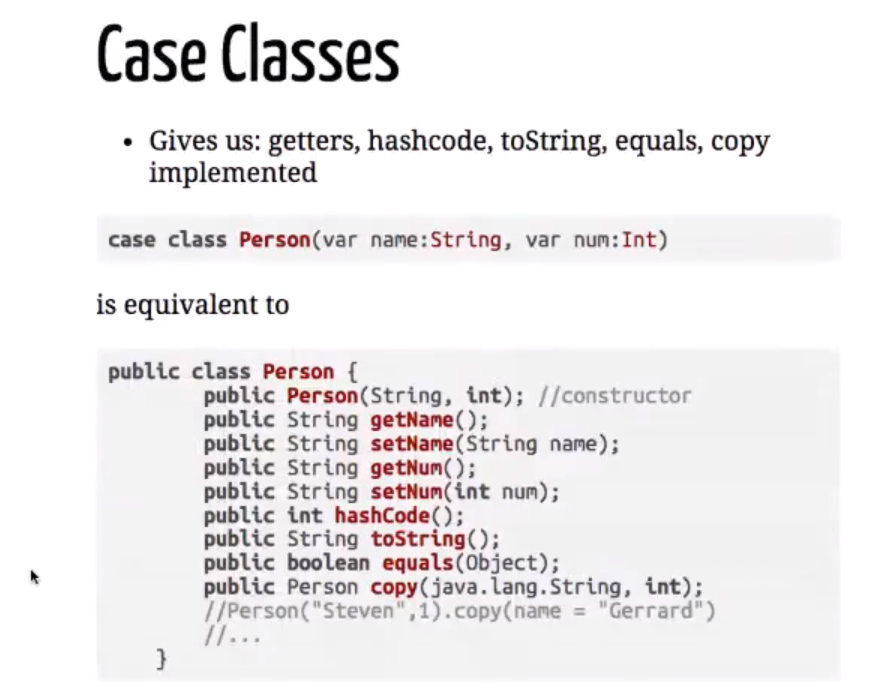 Case Classes
• Gives us: getters, hashcode, toString, equals, copy
implemented
case class Person(var name:String, var num:Int)
is equivalent to
public class Person {
        public Person(String, int); //constructor
        public String getName();
        public String setName(String name);
        public String getNum();
        public String setNum(int num);
        public int hashCode();
        public String toString();
        public boolean equals(Object);
        public Person copy(java.lang.String, int);
        //Person("Steven",1).copy(name = "Gerrard")
        //...
    }